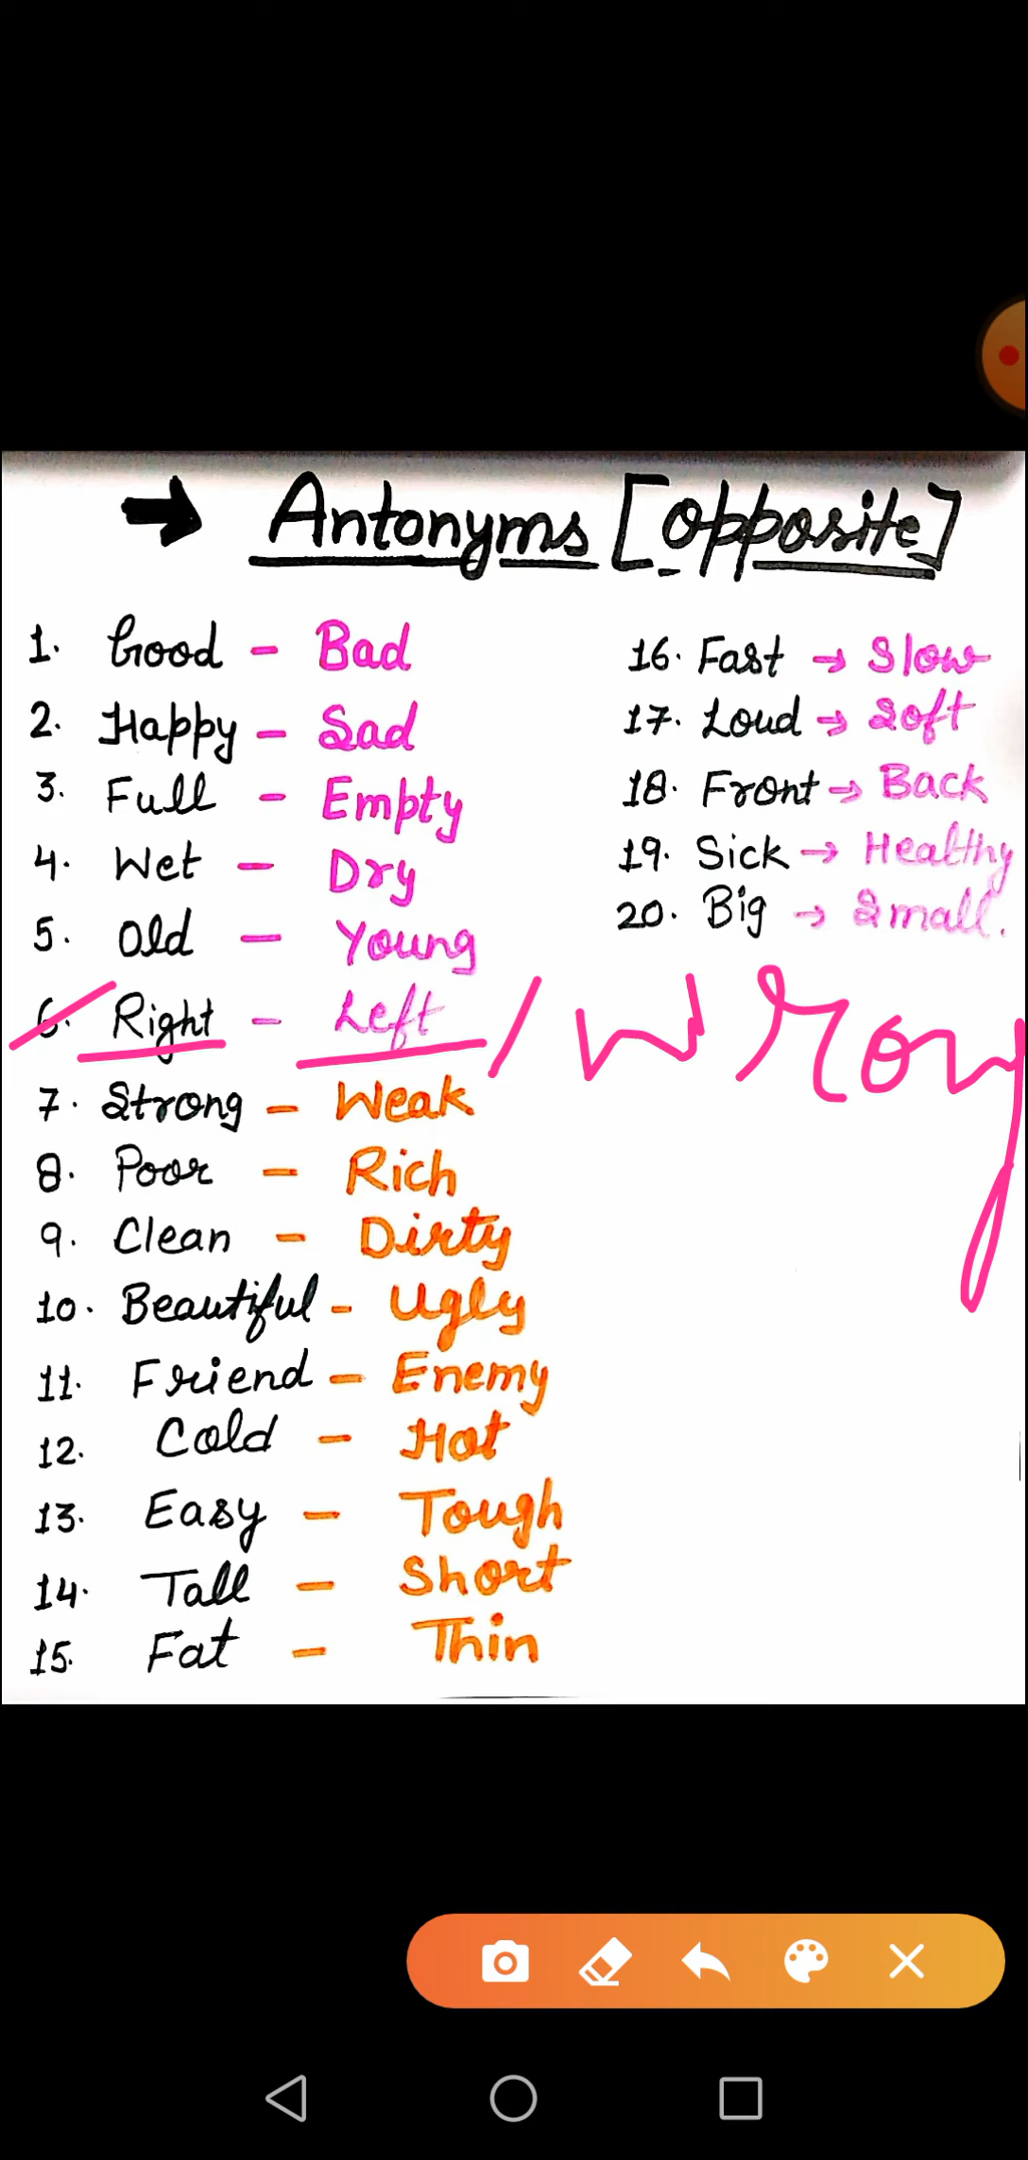 → Antonyms [opposite]
1. Good - Bad
2. Happy - Sad
3. Full - Empty
4. Wet - Dry
5. Old - Young
6. Right - Left / Wrong
7. Strong - Weak
8. Poor - Rich
9. Clean - Dirty
10. Beautiful - Ugly
11. Friend - Enemy
12. Cold - Hot
13. Easy - Tough
14. Tall - Short
15. Fat - Thin
16. Fast → Slow
17. Loud → Soft
18. Front → Back
19. Sick → Healthy
20. Big → Small.